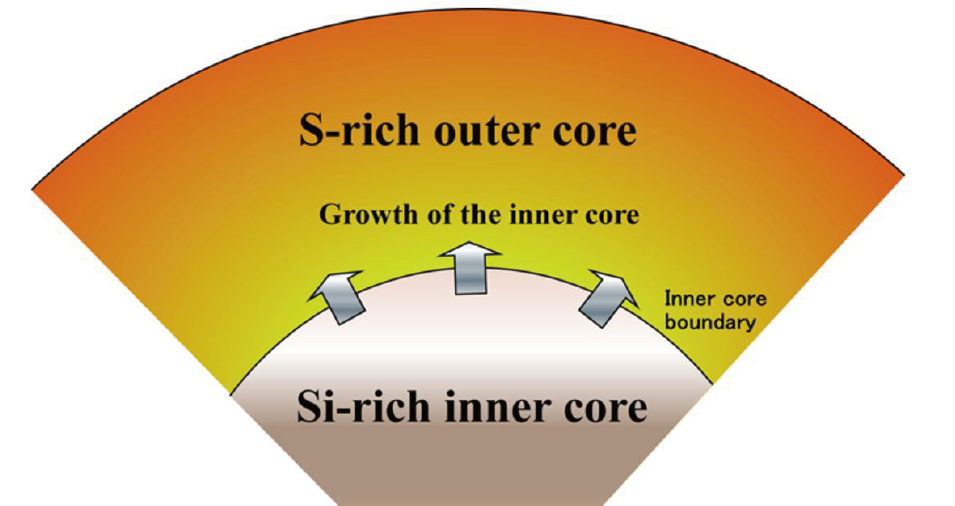 S-rich outer core
Growth of the inner core
Inner core
boundary
Si-rich inner core